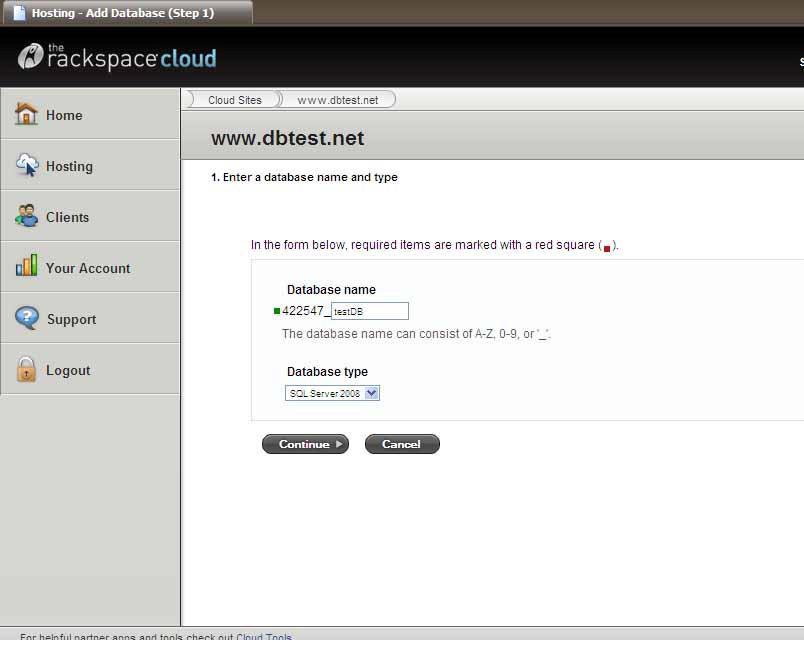 Hosting - Add Database (Step 1)
the
rackspace cloud
Home
Hosting
Clients
Your Account
Support
Logout
Cloud Sites
www.dbtest.net
www.dbtest.net
1. Enter a database name and type
In the form below, required items are marked with a red square ( ).
Database name
422547_ testDB
The database name can consist of A-Z, 0-9, or '_'.
Database type
SQL Server 2008
Continue
Cancel
For helpful partner apps and tools check out Cloud Tools